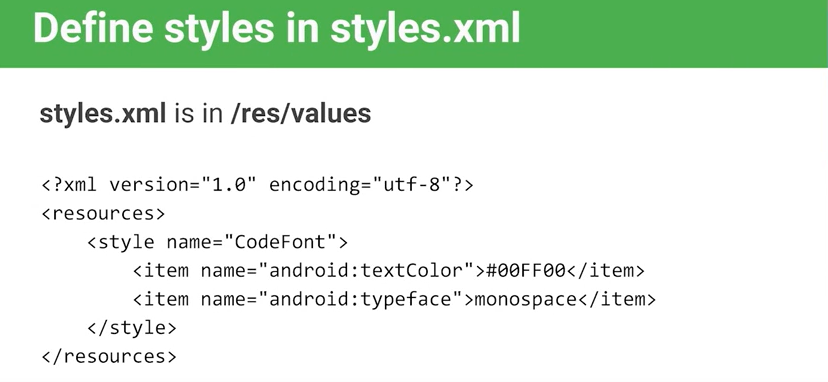 Define styles in styles.xml
styles.xml is in /res/values
<?xml version="1.0" encoding="utf-8"?>
<resources>
    <style name="CodeFont">
        <item name="android:textColor">#00FF00</item>
        <item name="android:typeface">monospace</item>
    </style>
</resources>